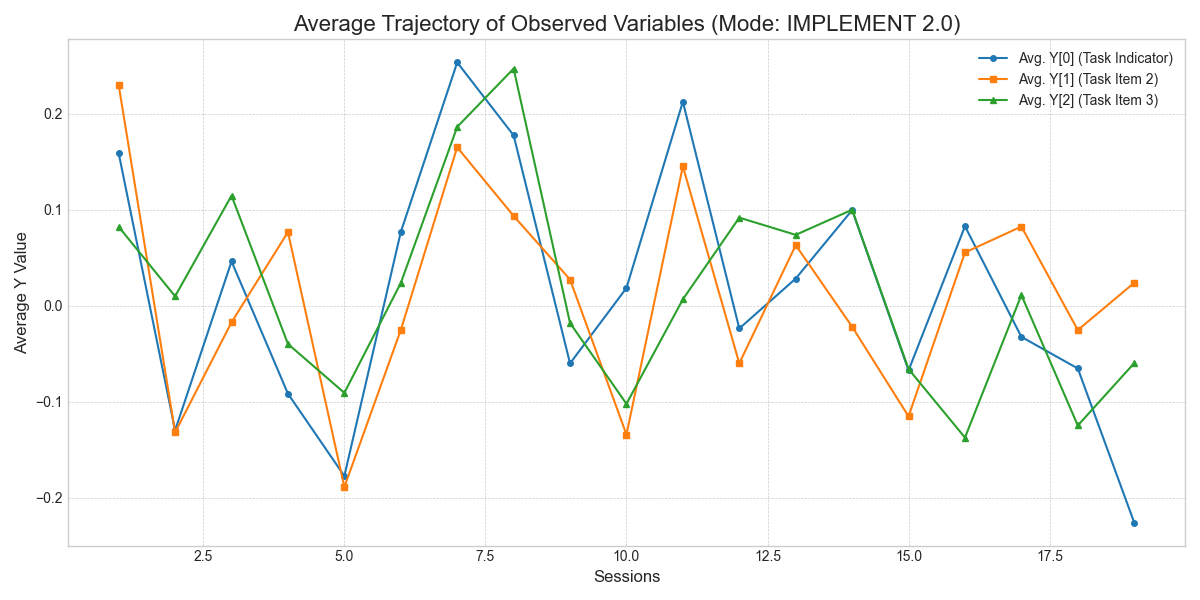 Average Trajectory of Observed Variables (Mode: IMPLEMENT 2.0)
Avg. Y[0] (Task Indicator)
Avg. Y[1] (Task Item 2)
Avg. Y[2] (Task Item 3)
Average Y Value
0.2
0.1
0.0
−0.1
−0.2
2.5 5.0 7.5 10.0 12.5 15.0 17.5
Sessions